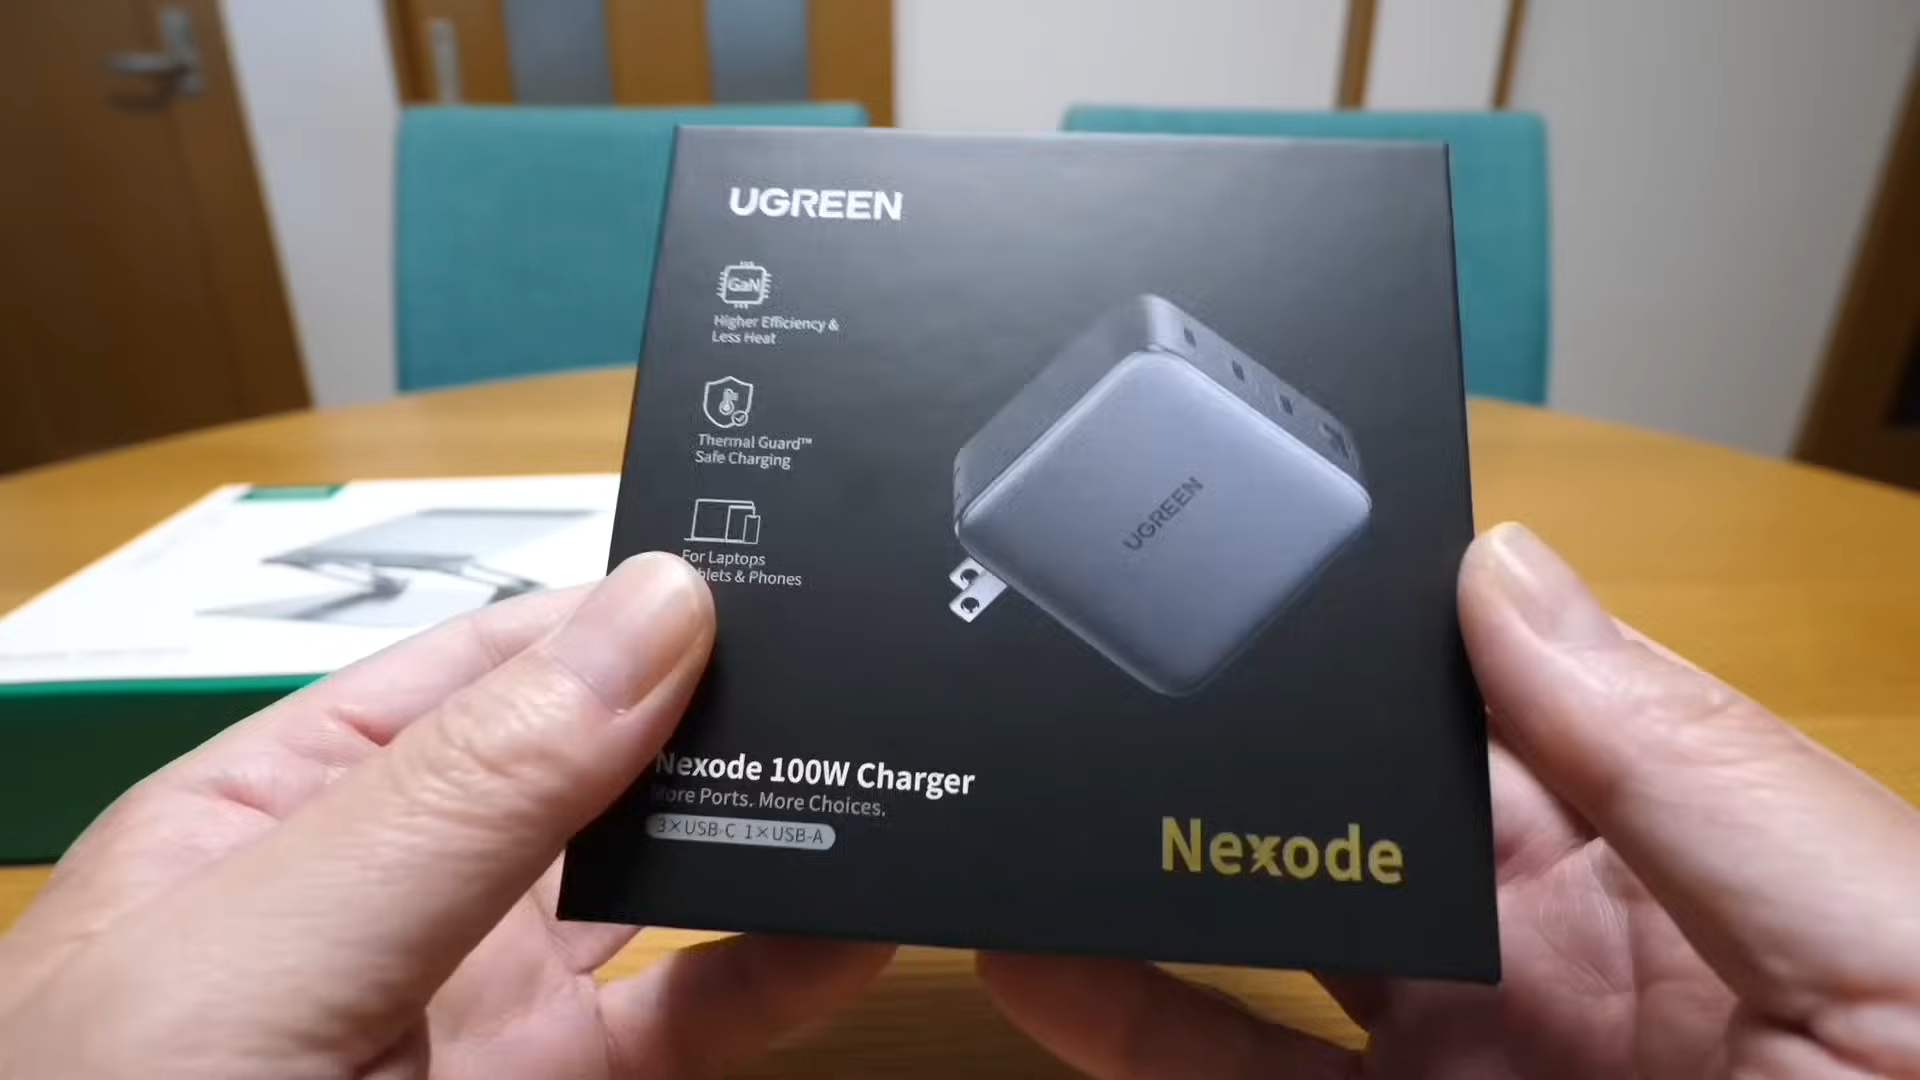 UGREEN
GaN
Higher Efficiency &
Less Heat
Thermal Guard™
Safe Charging
For Laptops
blets & Phones
UGREEN
Nexode 100W Charger
More Ports. More Choices.
3×USB-C 1×USB-A
Nexode